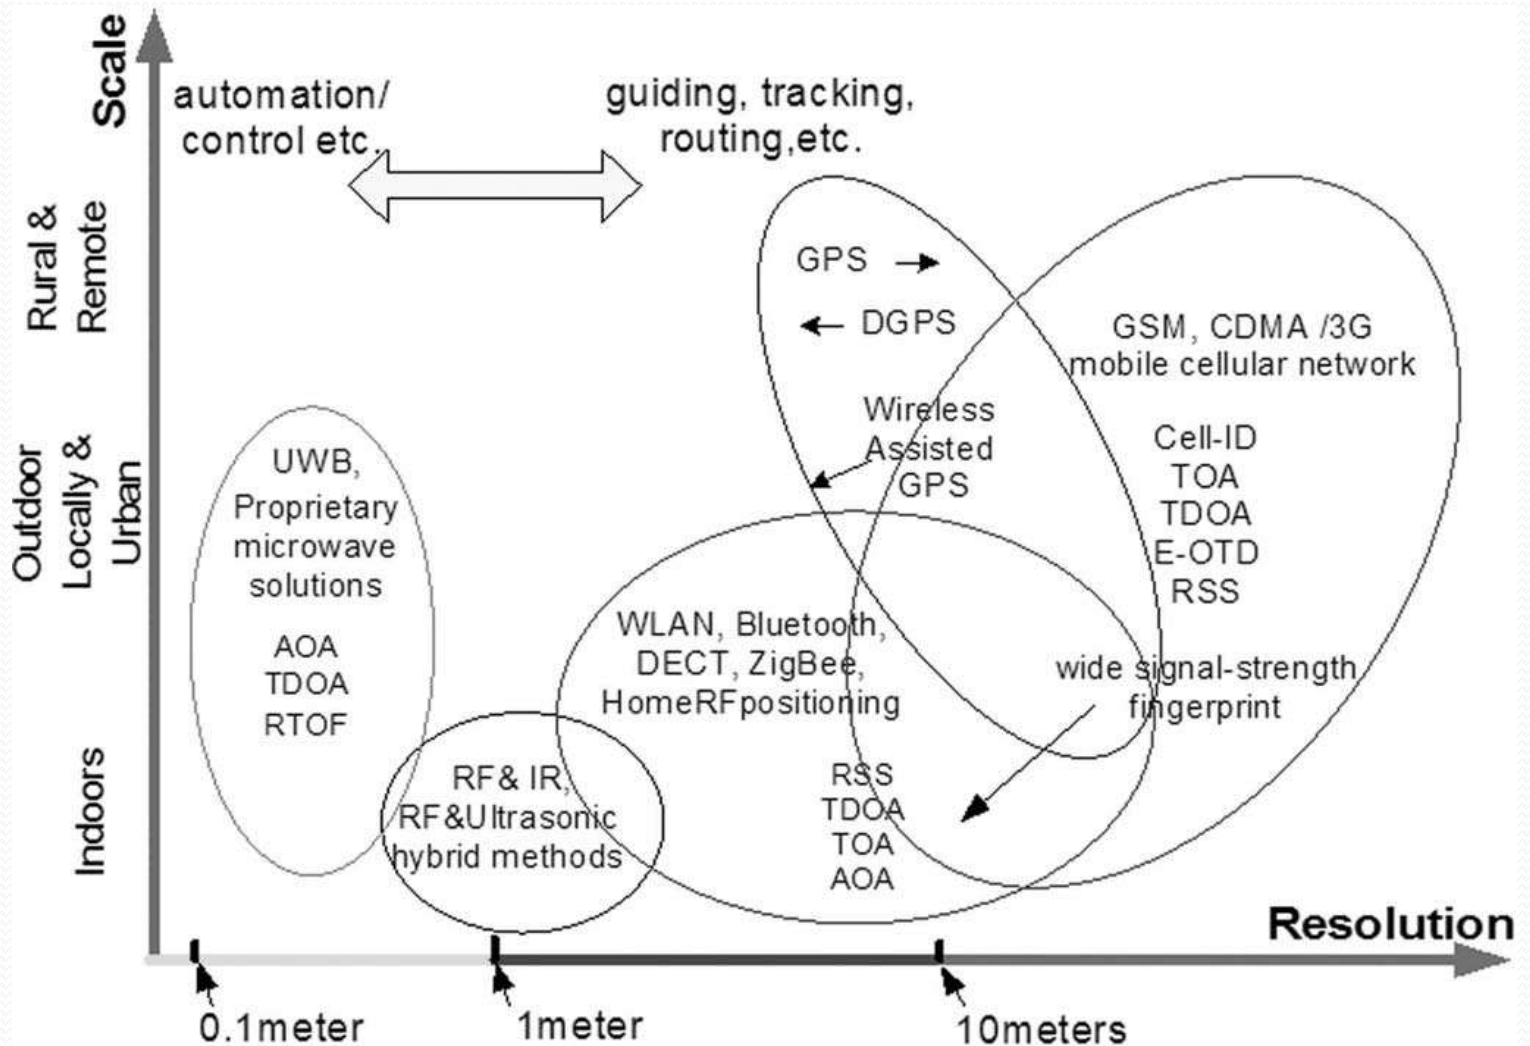 Scale
automation/
control etc.
guiding, tracking,
routing,etc.
Rural &
Remote
GPS
DGPS
GSM, CDMA /3G
mobile cellular network
Wireless
Assisted
GPS
Cell-ID
TOA
TDOA
E-OTD
RSS
Outdoor
Locally &
Urban
UWB,
Proprietary
microwave
solutions
AOA
TDOA
RTOF
WLAN, Bluetooth,
DECT, ZigBee,
HomeRFpositioning
wide signal-strength
fingerprint
Indoors
RF& IR,
RF&Ultrasonic
hybrid methods
RSS
TDOA
TOA
AOA
Resolution
0.1meter
1meter
10meters